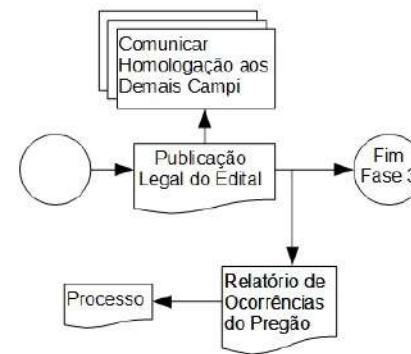 Comunicar
Homologação aos
Demais Campi
Publicação
Legal do Edital
Fim
Fase 3
Relatório de
Ocorrências
do Pregão
Processo